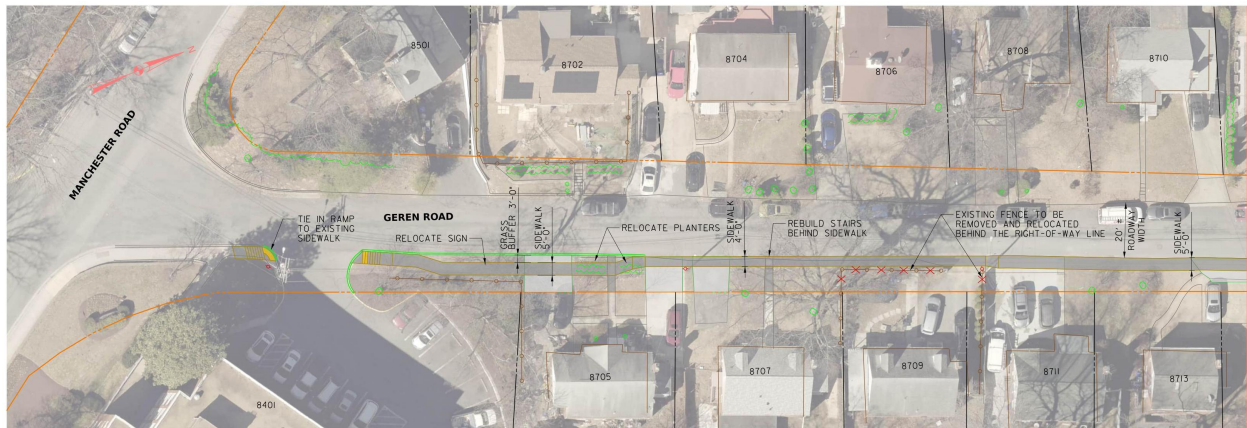 8501
8702
8704
8706
8708
8710
MANCHESTER ROAD
N
TIE IN RAMP
TO EXISTING
SIDEWALK
GEREN ROAD
RELOCATE SIGN
GRASS
BUFFER 3'-0"
SIDEWALK
5'-0"
RELOCATE PLANTERS
SIDEWALK
4'-0"
REBUILD STAIRS
BEHIND SIDEWALK
EXISTING FENCE TO BE
REMOVED AND RELOCATED
BEHIND THE RIGHT-OF-WAY LINE
20' ±
ROADWAY
WIDTH
SIDEWALK
5'-0"
8401
8705
8707
8709
8711
8713